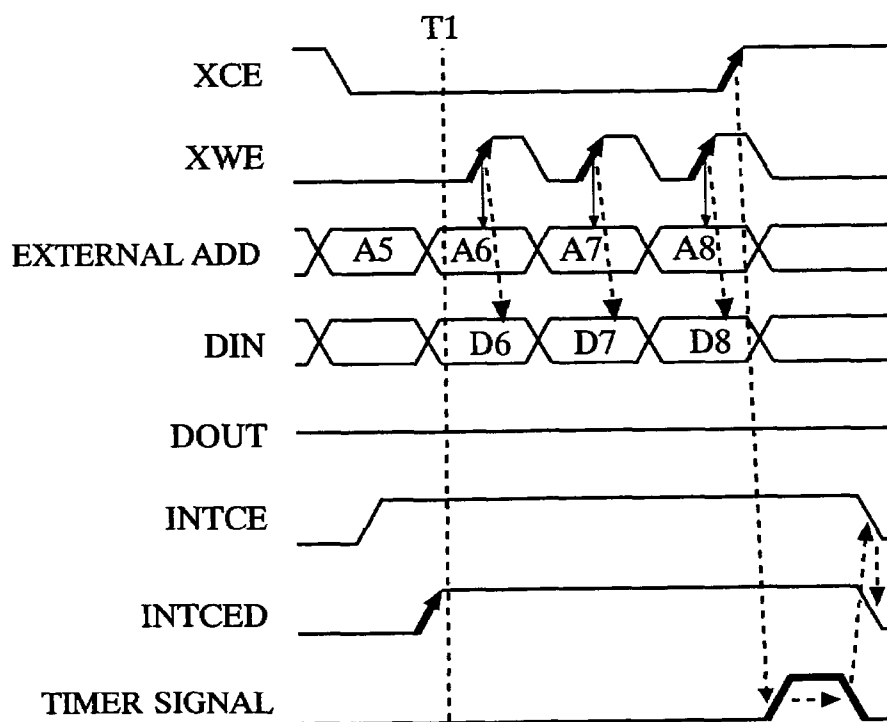 T1
XCE
XWE
EXTERNAL ADD A5 A6 A7 A8
DIN D6 D7 D8
DOUT
INTCE
INTCED
TIMER SIGNAL